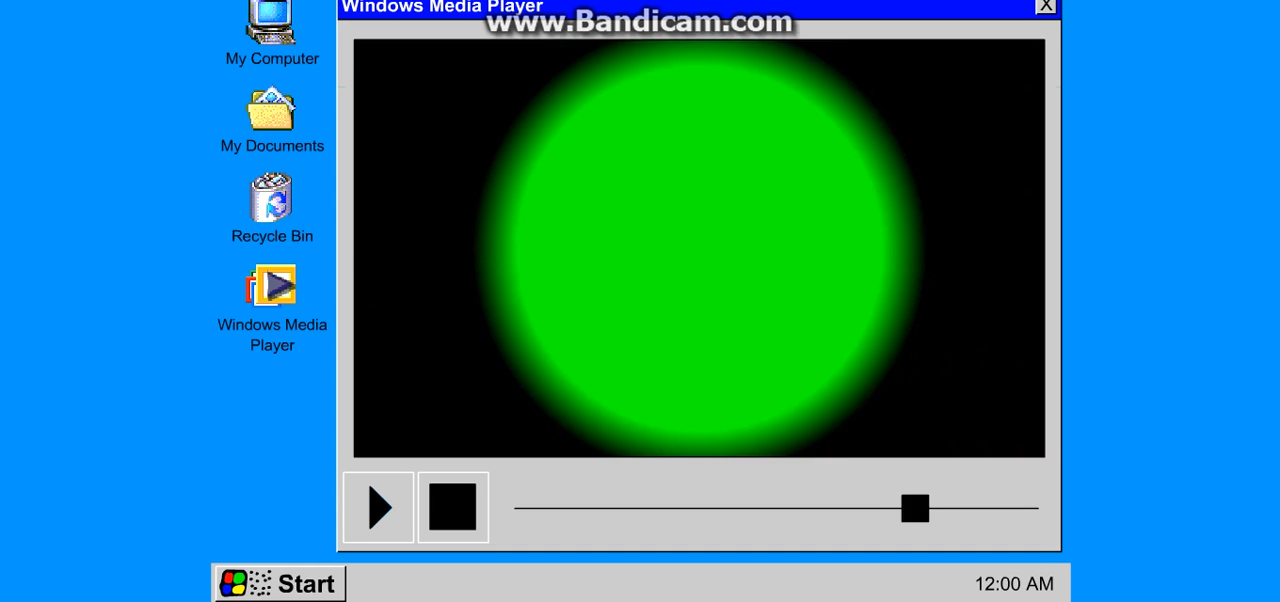 Windows Media Player
X
www.Bandicam.com
My Computer
My Documents
Recycle Bin
Windows Media
Player
Start
12:00 AM